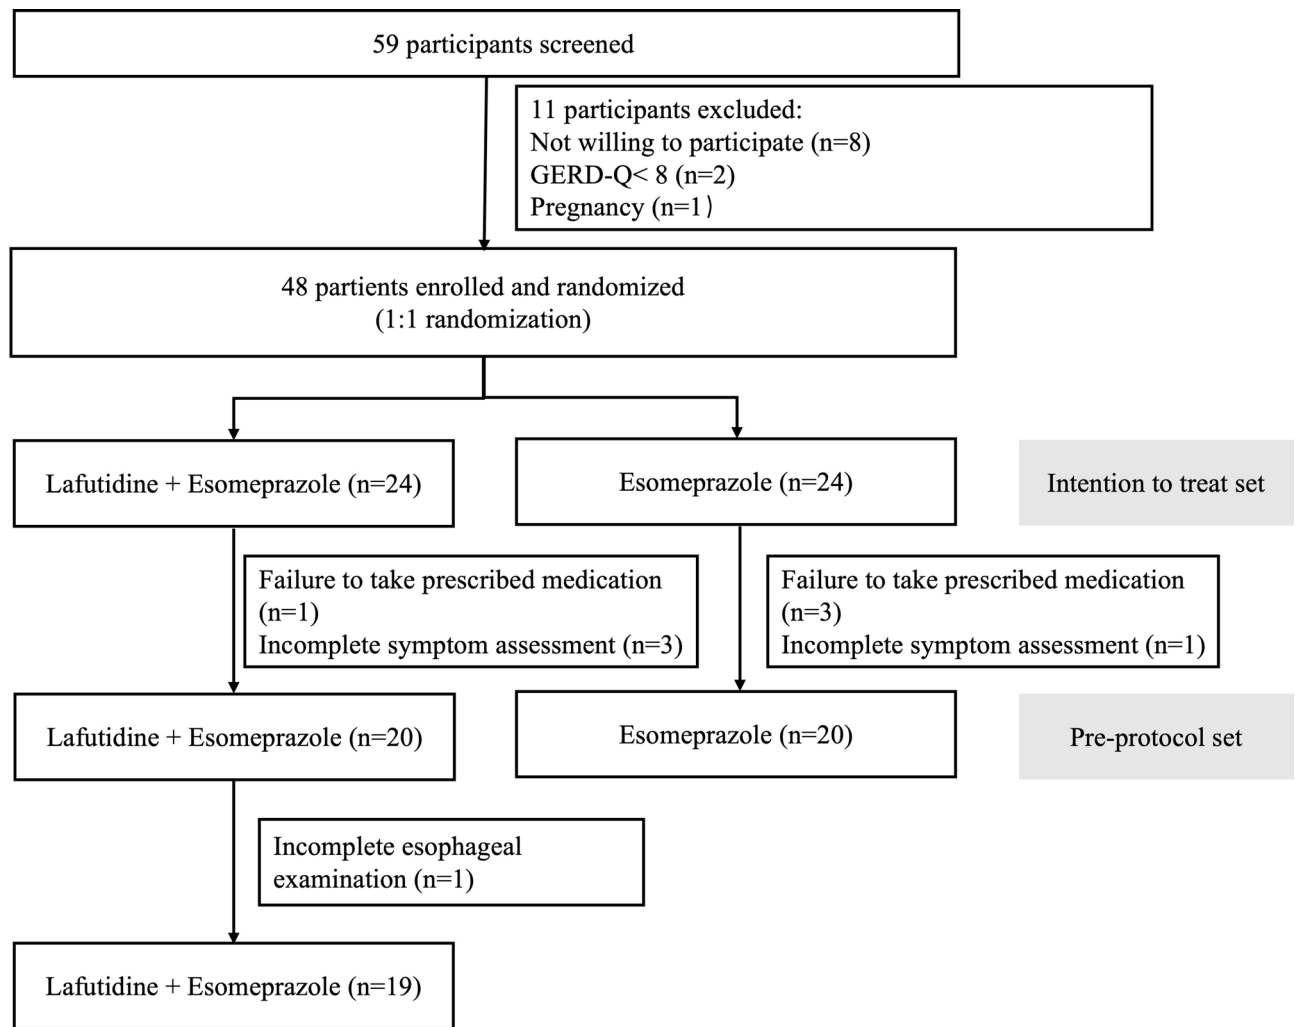 59 participants screened
11 participants excluded:
Not willing to participate (n=8)
GERD-Q< 8 (n=2)
Pregnancy (n=1)
48 partients enrolled and randomized
(1:1 randomization)
Lafutidine + Esomeprazole (n=24)
Esomeprazole (n=24)
Intention to treat set
Failure to take prescribed medication
(n=1)
Incomplete symptom assessment (n=3)
Failure to take prescribed medication
(n=3)
Incomplete symptom assessment (n=1)
Lafutidine + Esomeprazole (n=20)
Esomeprazole (n=20)
Pre-protocol set
Incomplete esophageal
examination (n=1)
Lafutidine + Esomeprazole (n=19)